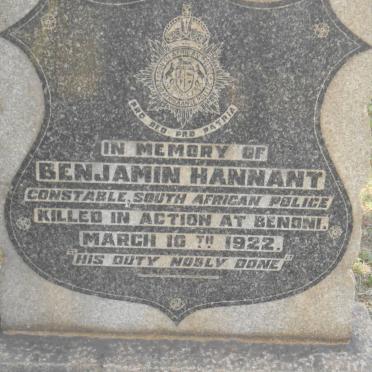 PRO DEO, PRO PATRIA
IN MEMORY OF
BENJAMIN HANNANT
CONSTABLE, SOUTH AFRICAN POLICE
KILLED IN ACTION AT BENONI.
MARCH 10TH 1922.
"HIS DUTY NOBLY DONE"